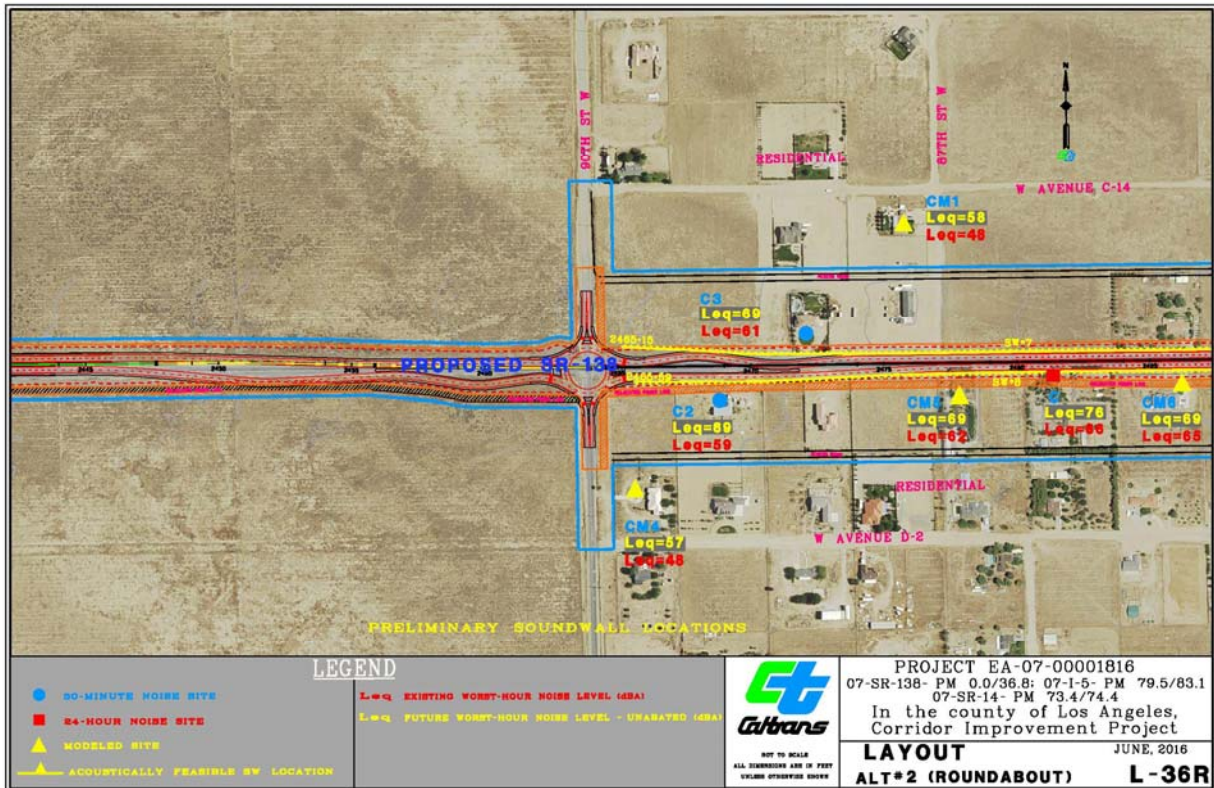 90TH ST W
87TH ST W
N
RESIDENTIAL
W AVENUE C-14
CM1
Leq=58
Leq=48
C3
Leq=69
Leq=61
SW-7
PROPOSED SR-138
2445
2450
2470
2475
C2
Leq=69
Leq=59
CM5
Leq=69
Leq=62
Leq=76
Leq=66
CM6
Leq=69
Leq=65
RESIDENTIAL
CM4
Leq=57
Leq=48
W AVENUE D-2
PRELIMINARY SOUNDWALL LOCATIONS
LEGEND
30-MINUTE NOISE SITE
24-HOUR NOISE SITE
MODELED SITE
ACOUSTICALLY FEASIBLE SW LOCATION
Leq EXISTING WORST-HOUR NOISE LEVEL (dBA)
Leq FUTURE WORST-HOUR NOISE LEVEL - UNABATED (dBA)
Caltrans
NOT TO SCALE
ALL DIMENSIONS ARE IN FEET
UNLESS OTHERWISE SHOWN
PROJECT EA-07-00001816
07-SR-138- PM 0.0/36.8; 07-I-5- PM 79.5/83.1
07-SR-14- PM 73.4/74.4
In the county of Los Angeles,
Corridor Improvement Project
LAYOUT
JUNE, 2016
ALT#2 (ROUNDABOUT)
L-36R